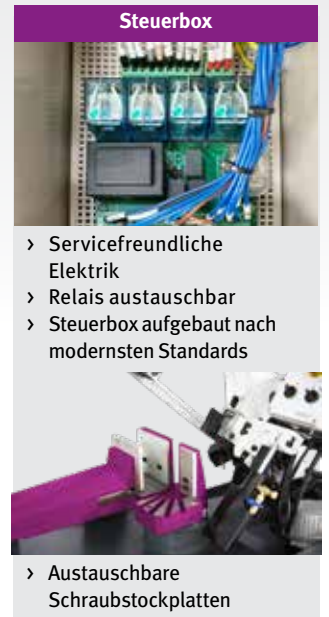 Steuerbox
› Servicefreundliche
Elektrik
› Relais austauschbar
› Steuerbox aufgebaut nach
modernsten Standards
› Austauschbare
Schraubstockplatten